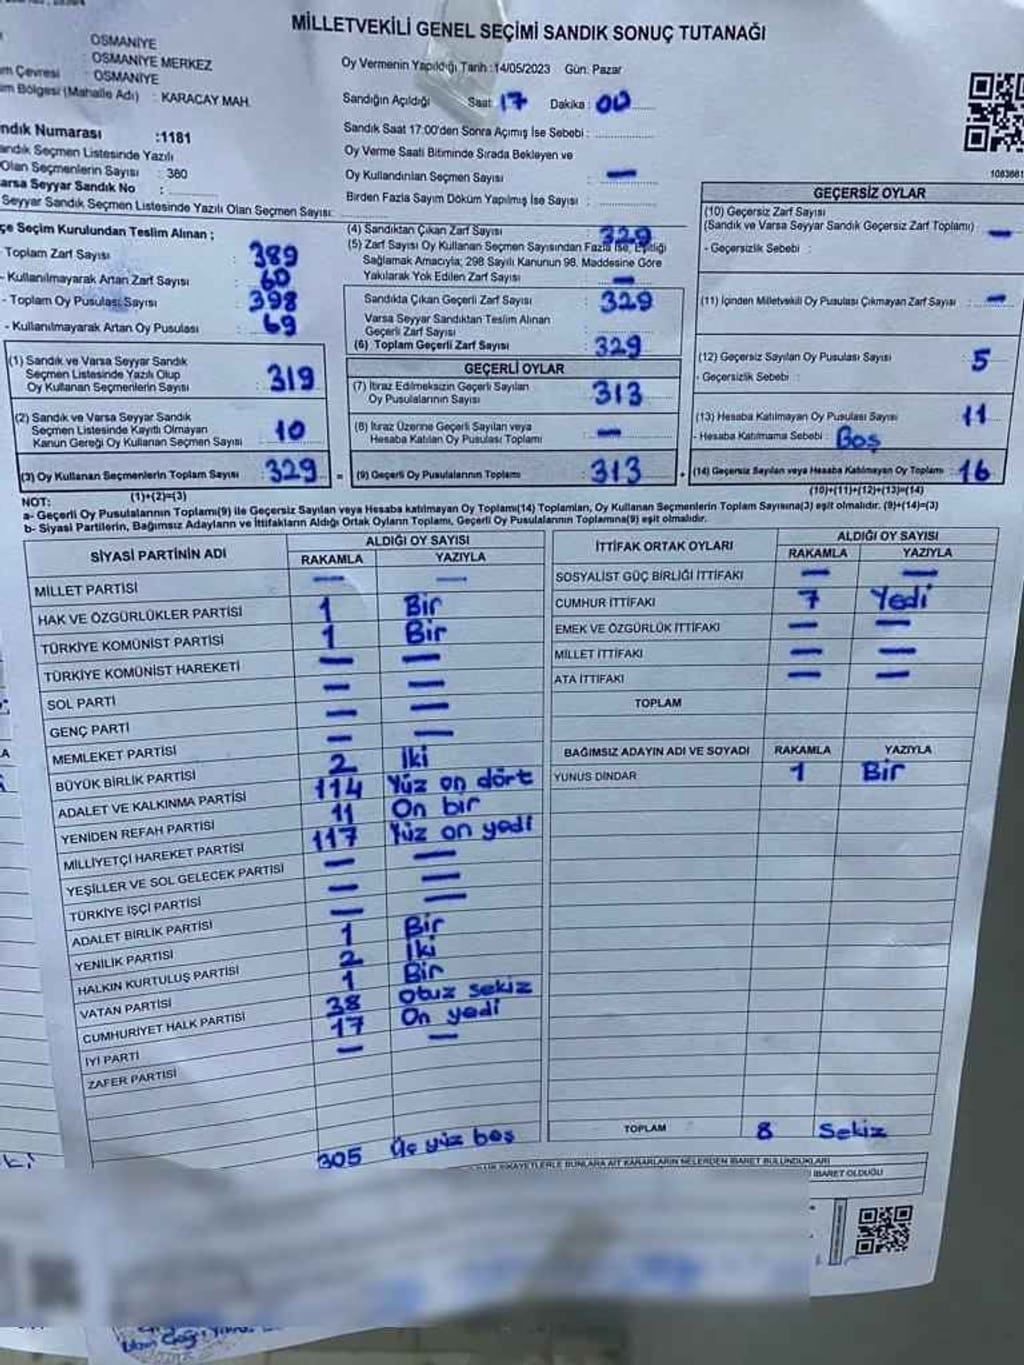 MİLLETVEKİLİ GENEL SEÇİMİ SANDIK SONUÇ TUTANAĞI
OSMANİYE
: OSMANİYE MERKEZ
m Çevresi : OSMANİYE
im Bölgesi (Mahalle Adı) : KARACAY MAH.
Oy Vermenin Yapıldığı Tarih :14/05/2023 Gün: Pazar
Sandığın Açıldığı Saat : 17 Dakika : 00
ndık Numarası :1181
Sandık Saat 17:00'den Sonra Açımış İse Sebebi :
andık Seçmen Listesinde Yazılı
Olan Seçmenlerin Sayısı : 380
Oy Verme Saati Bitiminde Sırada Bekleyen ve
Oy Kullandırılan Seçmen Sayısı : —
arsa Seyyar Sandık No :
Seyyar Sandık Seçmen Listesinde Yazılı Olan Seçmen Sayısı:
Birden Fazla Sayım Döküm Yapılmış İse Sayısı :
1083661
çe Seçim Kurulundan Teslim Alınan ;
Toplam Zarf Sayısı : 389
- Kullanılmayarak Artan Zarf Sayısı : 60
- Toplam Oy Pusulası Sayısı : 398
- Kullanılmayarak Artan Oy Pusulası : 69
(4) Sandıktan Çıkan Zarf Sayısı : 329
(5) Zarf Sayısı Oy Kullanan Seçmen Sayısından Fazla İse, Eşitliği
Sağlamak Amacıyla; 298 Sayılı Kanunun 98. Maddesine Göre
Yakılarak Yok Edilen Zarf Sayısı : —
Sandıkta Çıkan Geçerli Zarf Sayısı : 329
Varsa Seyyar Sandıktan Teslim Alınan
Geçerli Zarf Sayısı :
(6) Toplam Geçerli Zarf Sayısı : 329
GEÇERSİZ OYLAR
(10) Geçersiz Zarf Sayısı
(Sandık ve Varsa Seyyar Sandık Geçersiz Zarf Toplamı) : —
- Geçersizlik Sebebi :
(11) İçinden Milletvekili Oy Pusulası Çıkmayan Zarf Sayısı : —
(12) Geçersiz Sayılan Oy Pusulası Sayısı : 5
- Geçersizlik Sebebi :
(13) Hesaba Katılmayan Oy Pusulası Sayısı : 11
- Hesaba Katılmama Sebebi : Boş
(14) Geçersiz Sayılan veya Hesaba Katılmayan Oy Toplamı : 16
(10)+(11)+(12)+(13)=(14)
(1) Sandık ve Varsa Seyyar Sandık
Seçmen Listesinde Yazılı Olup
Oy Kullanan Seçmenlerin Sayısı : 319
(2) Sandık ve Varsa Seyyar Sandık
Seçmen Listesinde Kayıtlı Olmayan
Kanun Gereği Oy Kullanan Seçmen Sayısı : 10
(3) Oy Kullanan Seçmenlerin Toplam Sayısı : 329 =
(1)+(2)=(3)
GEÇERLİ OYLAR
(7) İtiraz Edilmeksizin Geçerli Sayılan
Oy Pusulalarının Sayısı : 313
(8) İtiraz Üzerine Geçerli Sayılan veya
Hesaba Katılan Oy Pusulası Toplamı : —
(9) Geçerli Oy Pusulalarının Toplamı : 313 +
NOT:
a- Geçerli Oy Pusulalarının Toplamı(9) ile Geçersiz Sayılan veya Hesaba katılmayan Oy Toplamı(14) Toplamları, Oy Kullanan Seçmenlerin Toplam Sayısına(3) eşit olmalıdır. (9)+(14)=(3)
b- Siyasi Partilerin, Bağımsız Adayların ve İttifakların Aldığı Ortak Oyların Toplamı, Geçerli Oy Pusulalarının Toplamına(9) eşit olmalıdır.
SİYASİ PARTİNİN ADI ALDIĞI OY SAYISI
RAKAMLA YAZIYLA
MİLLET PARTİSİ — —
HAK VE ÖZGÜRLÜKLER PARTİSİ 1 Bir
TÜRKİYE KOMÜNİST PARTİSİ 1 Bir
TÜRKİYE KOMÜNİST HAREKETİ — —
SOL PARTİ — —
GENÇ PARTİ — —
MEMLEKET PARTİSİ — —
BÜYÜK BİRLİK PARTİSİ 2 İki
ADALET VE KALKINMA PARTİSİ 114 Yüz on dört
YENİDEN REFAH PARTİSİ 11 On bir
MİLLİYETÇİ HAREKET PARTİSİ 117 Yüz on yedi
YEŞİLLER VE SOL GELECEK PARTİSİ — —
TÜRKİYE İŞÇİ PARTİSİ — —
ADALET BİRLİK PARTİSİ — —
YENİLİK PARTİSİ 1 Bir
HALKIN KURTULUŞ PARTİSİ 2 İki
VATAN PARTİSİ 1 Bir
CUMHURİYET HALK PARTİSİ 38 Otuz sekiz
İYİ PARTİ 17 On yedi
ZAFER PARTİSİ — —
305 Üç yüz beş
İTTİFAK ORTAK OYLARI ALDIĞI OY SAYISI
RAKAMLA YAZIYLA
SOSYALİST GÜÇ BİRLİĞİ İTTİFAKI — —
CUMHUR İTTİFAKI 7 Yedi
EMEK VE ÖZGÜRLÜK İTTİFAKI — —
MİLLET İTTİFAKI — —
ATA İTTİFAKI — —
TOPLAM
BAĞIMSIZ ADAYIN ADI VE SOYADI RAKAMLA YAZIYLA
YUNUS DİNDAR 1 Bir
TOPLAM 8 Sekiz
ŞİKAYETLERLE BUNLARA AİT KARARLARIN NELERDEN İBARET BULUNDUKLARI
İBARET OLDUĞU